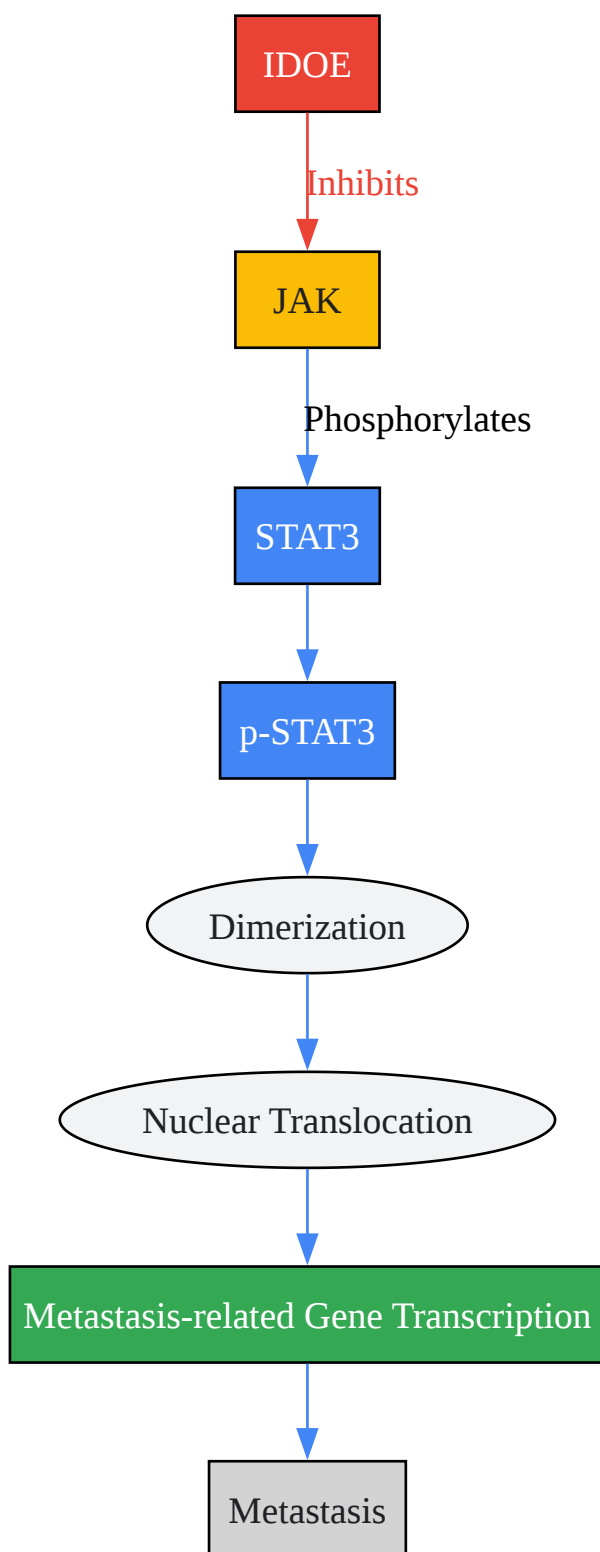 IDOE
Inhibits
JAK
Phosphorylates
STAT3
p-STAT3
Dimerization
Nuclear Translocation
Metastasis-related Gene Transcription
Metastasis